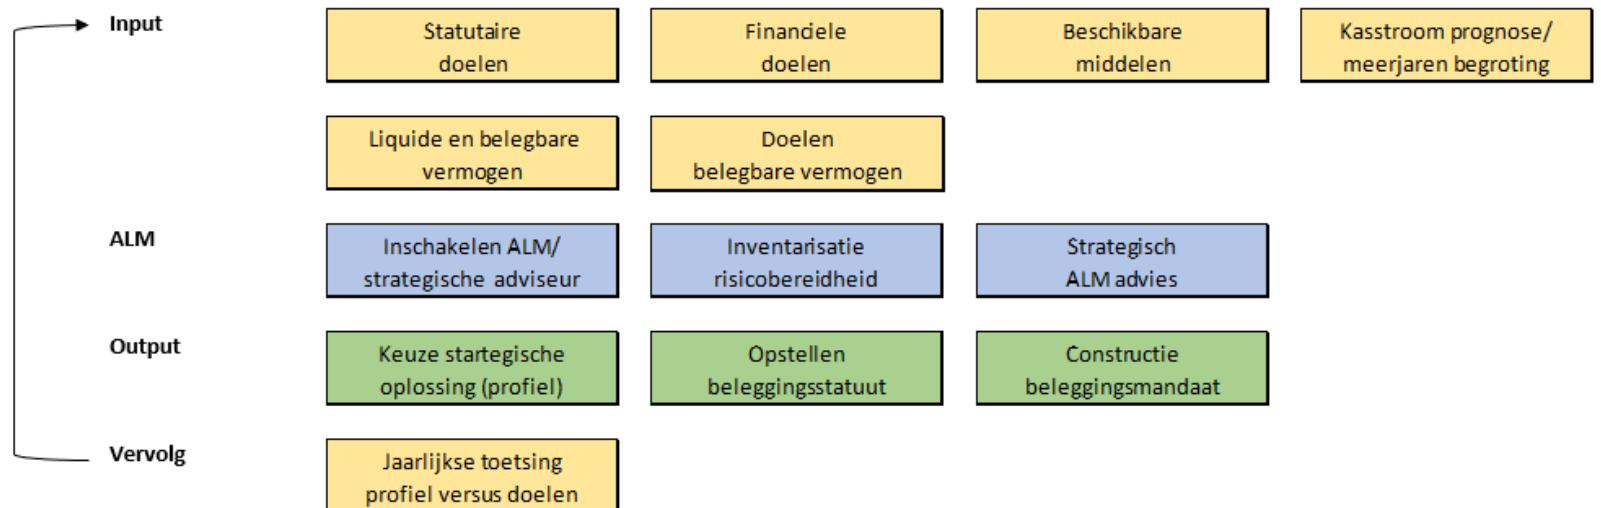 Input
Statutaire
doelen
Financiele
doelen
Beschikbare
middelen
Kasstroom prognose/
meerjaren begroting
Liquide en belegbare
vermogen
Doelen
belegbare vermogen
ALM
Inschakelen ALM/
strategische adviseur
Inventarisatie
risicobereidheid
Strategisch
ALM advies
Output
Keuze startegische
oplossing (profiel)
Opstellen
beleggingsstatuut
Constructie
beleggingsmandaat
Vervolg
Jaarlijkse toetsing
profiel versus doelen